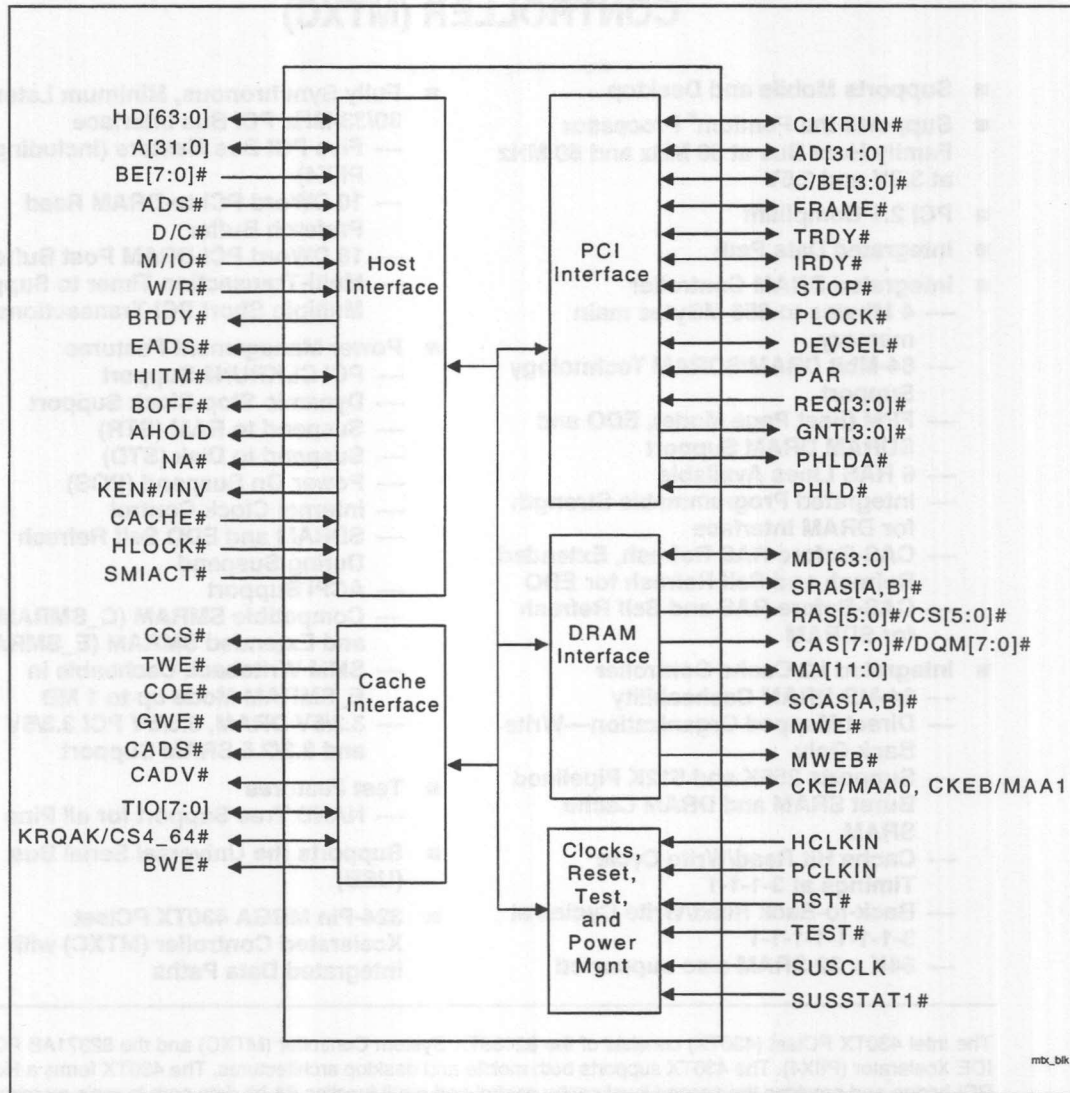 HD[63:0]
A[31:0]
BE[7:0]#
ADS#
D/C#
M/IO#
W/R#
BRDY#
EADS#
HITM#
BOFF#
AHOLD
NA#
KEN#/INV
CACHE#
HLOCK#
SMIACT#
Host
Interface
CCS#
TWE#
COE#
GWE#
CADS#
CADV#
TIO[7:0]
KRQAK/CS4_64#
BWE#
Cache
Interface
PCI
Interface
CLKRUN#
AD[31:0]
C/BE[3:0]#
FRAME#
TRDY#
IRDY#
STOP#
PLOCK#
DEVSEL#
PAR
REQ[3:0]#
GNT[3:0]#
PHLDA#
PHLD#
DRAM
Interface
MD[63:0]
SRAS[A,B]#
RAS[5:0]#/CS[5:0]#
CAS[7:0]#/DQM[7:0]#
MA[11:0]
SCAS[A,B]#
MWE#
MWEB#
CKE/MAA0, CKEB/MAA1
Clocks,
Reset,
Test,
and
Power
Mgnt
HCLKIN
PCLKIN
RST#
TEST#
SUSCLK
SUSSTAT1#
mtx_blk